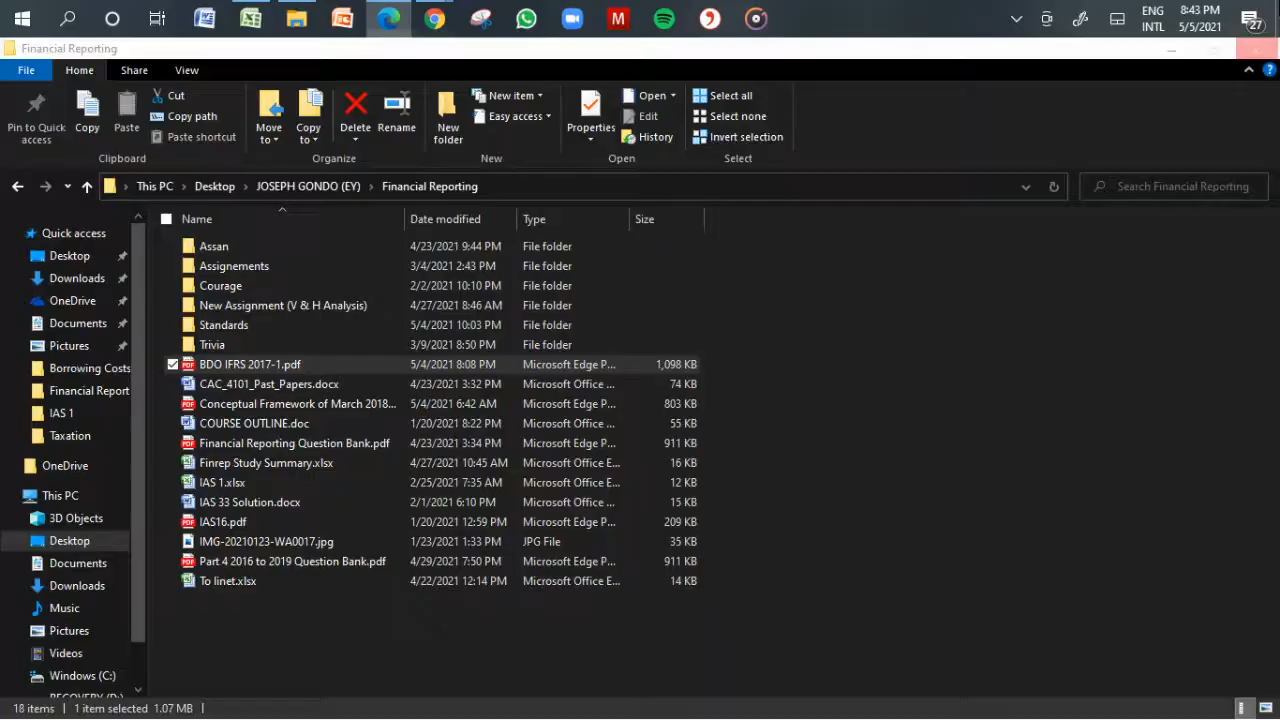 8:43 PM
ENG
INTL
5/5/2021
27
Financial Reporting
File Home Share View
Pin to Quick access
Copy
Paste
Cut
Copy path
Paste shortcut
Clipboard
Move to
Copy to
Delete
Rename
Organize
New folder
New item
Easy access
New
Properties
Open
Edit
History
Open
Select all
Select none
Invert selection
Select
This PC > Desktop > JOSEPH GONDO (EY) > Financial Reporting
Search Financial Reporting
Name Date modified Type Size
Assan 4/23/2021 9:44 PM File folder
Assignements 3/4/2021 2:43 PM File folder
Courage 2/2/2021 10:10 PM File folder
New Assignment (V & H Analysis) 4/27/2021 8:46 AM File folder
Standards 5/4/2021 10:03 PM File folder
Trivia 3/9/2021 8:50 PM File folder
BDO IFRS 2017-1.pdf 5/4/2021 8:08 PM Microsoft Edge P... 1,098 KB
CAC_4101_Past_Papers.docx 4/23/2021 3:32 PM Microsoft Office ... 74 KB
Conceptual Framework of March 2018... 5/4/2021 6:42 AM Microsoft Edge P... 803 KB
COURSE OUTLINE.doc 1/20/2021 8:22 PM Microsoft Office ... 55 KB
Financial Reporting Question Bank.pdf 4/23/2021 3:34 PM Microsoft Edge P... 911 KB
Finrep Study Summary.xlsx 4/27/2021 10:45 AM Microsoft Office E... 16 KB
IAS 1.xlsx 2/25/2021 7:35 AM Microsoft Office E... 12 KB
IAS 33 Solution.docx 2/1/2021 6:10 PM Microsoft Office ... 15 KB
IAS16.pdf 1/20/2021 12:59 PM Microsoft Edge P... 209 KB
IMG-20210123-WA0017.jpg 1/23/2021 1:33 PM JPG File 35 KB
Part 4 2016 to 2019 Question Bank.pdf 4/29/2021 7:50 PM Microsoft Edge P... 911 KB
To linet.xlsx 4/22/2021 12:14 PM Microsoft Office E... 14 KB
Quick access
Desktop
Downloads
OneDrive
Documents
Pictures
Borrowing Costs
Financial Report
IAS 1
Taxation
OneDrive
This PC
3D Objects
Desktop
Documents
Downloads
Music
Pictures
Videos
Windows (C:)
RECOVERY (D:)
18 items 1 item selected 1.07 MB